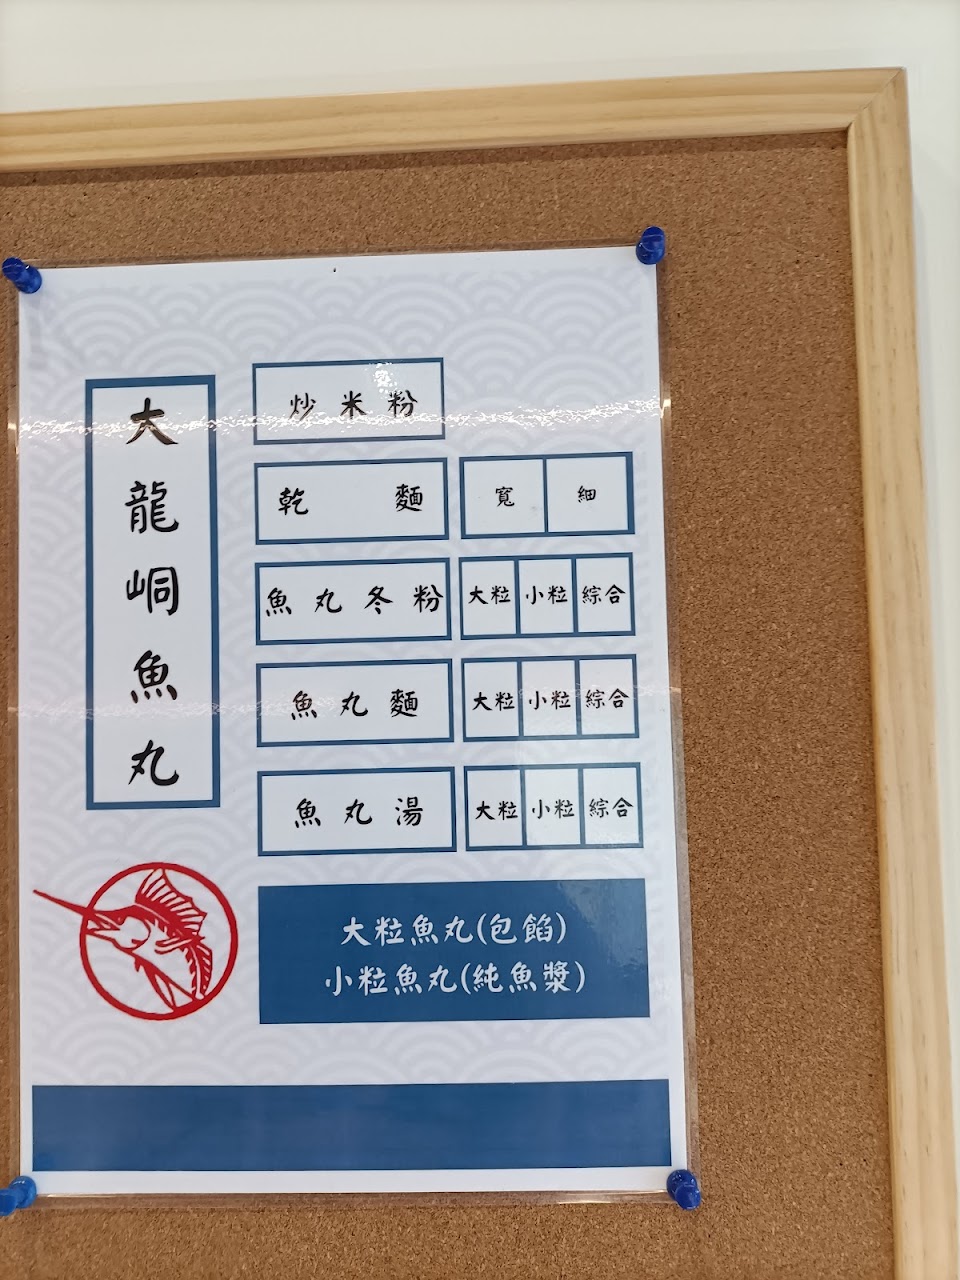 大龍峒魚丸
炒米粉
乾麵 寬 細
魚丸冬粉 大粒 小粒 綜合
魚丸麵 大粒 小粒 綜合
魚丸湯 大粒 小粒 綜合
大粒魚丸(包餡)
小粒魚丸(純魚漿)